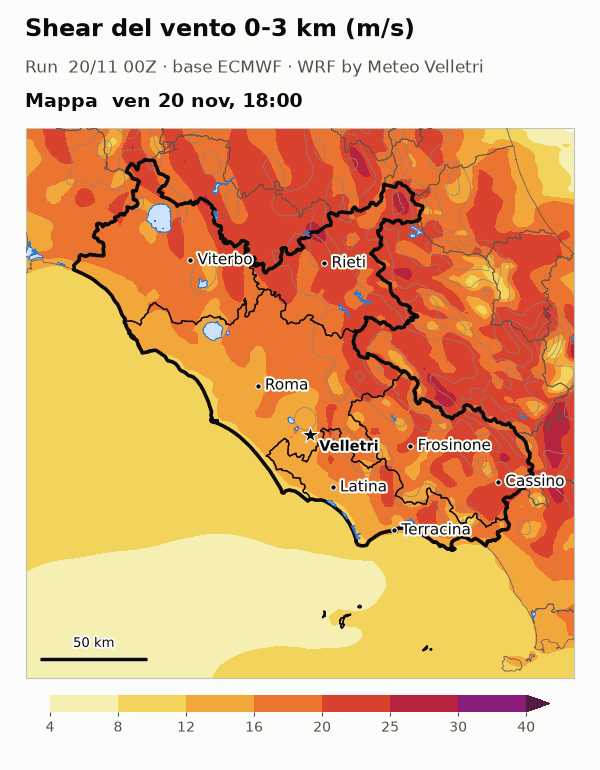 Shear del vento 0-3 km (m/s)
Run  20/11 00Z · base ECMWF · WRF by Meteo Velletri
Mappa  ven 20 nov, 18:00
Viterbo
Rieti
Roma
Velletri
Frosinone
Latina
Cassino
Terracina
50 km
4 8 12 16 20 25 30 40